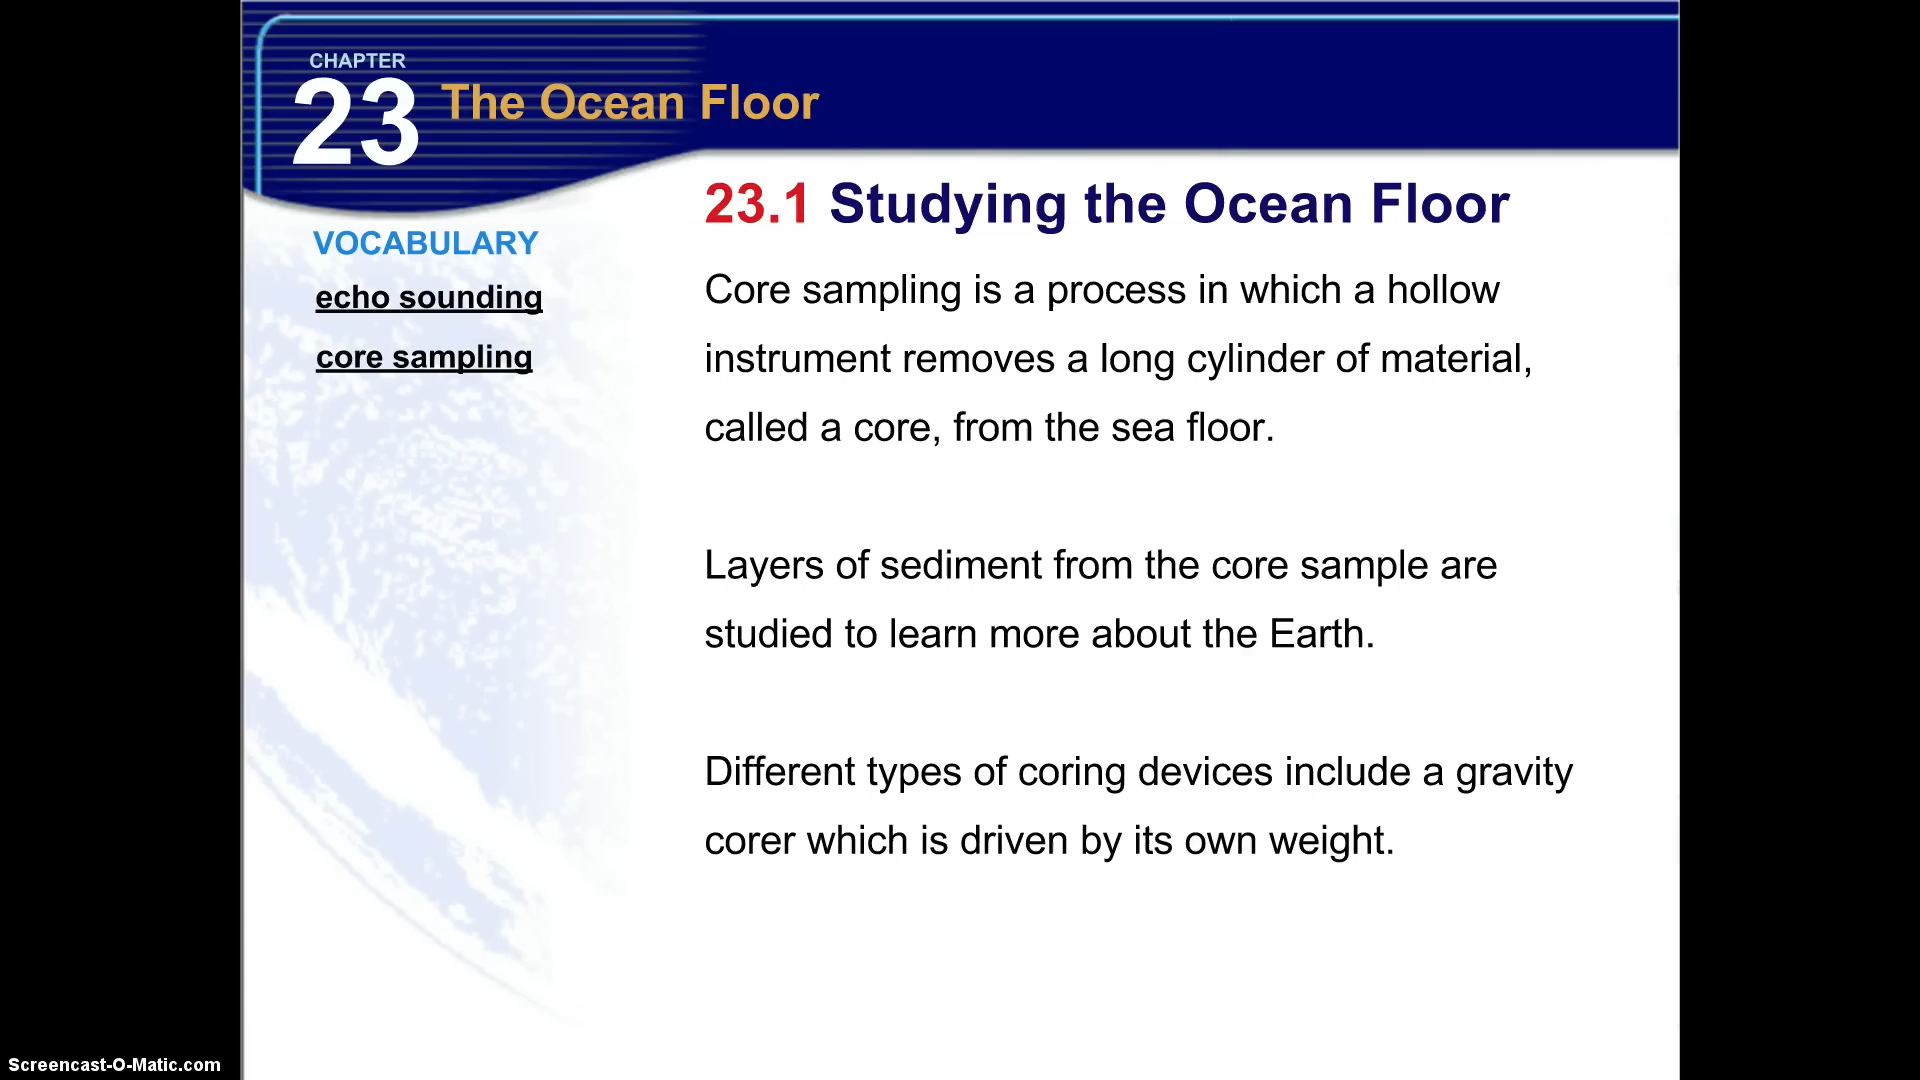 CHAPTER
23
The Ocean Floor
23.1 Studying the Ocean Floor
VOCABULARY
echo sounding
core sampling
Core sampling is a process in which a hollow
instrument removes a long cylinder of material,
called a core, from the sea floor.
Layers of sediment from the core sample are
studied to learn more about the Earth.
Different types of coring devices include a gravity
corer which is driven by its own weight.
Screencast-O-Matic.com